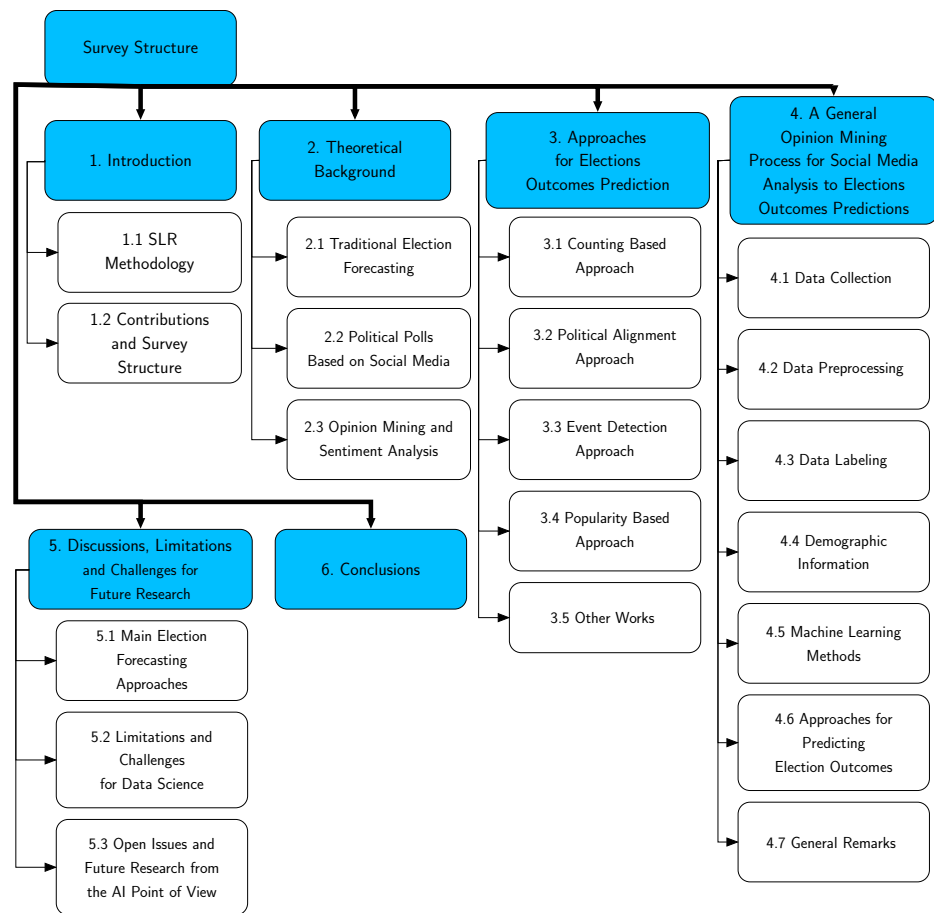 Survey Structure
1. Introduction
1.1 SLR
Methodology
1.2 Contributions
and Survey
Structure
2. Theoretical
Background
2.1 Traditional Election
Forecasting
2.2 Political Polls
Based on Social Media
2.3 Opinion Mining and
Sentiment Analysis
3. Approaches
for Elections
Outcomes Prediction
3.1 Counting Based
Approach
3.2 Political Alignment
Approach
3.3 Event Detection
Approach
3.4 Popularity Based
Approach
3.5 Other Works
4. A General
Opinion Mining
Process for Social Media
Analysis to Elections
Outcomes Predictions
4.1 Data Collection
4.2 Data Preprocessing
4.3 Data Labeling
4.4 Demographic
Information
4.5 Machine Learning
Methods
4.6 Approaches for
Predicting
Election Outcomes
4.7 General Remarks
5. Discussions, Limitations
and Challenges for
Future Research
5.1 Main Election
Forecasting
Approaches
5.2 Limitations and
Challenges
for Data Science
5.3 Open Issues and
Future Research from
the AI Point of View
6. Conclusions